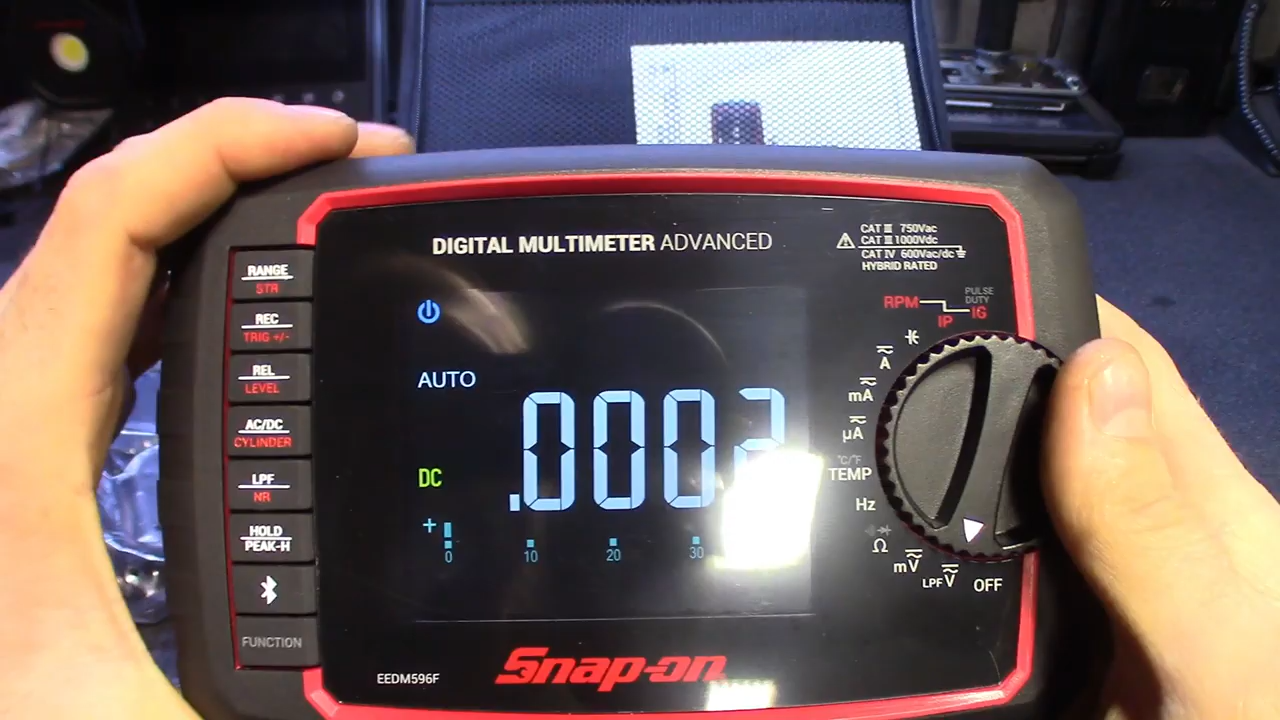 DIGITAL MULTIMETER ADVANCED
CAT III 750Vac
CAT III 1000Vdc
CAT IV 600Vac/dc
HYBRID RATED
RANGE
STR
REC
TRIG +/-
REL
LEVEL
AC/DC
CYLINDER
LPF
NR
HOLD
PEAK-H
FUNCTION
AUTO
.0002
DC
+
0 10 20 30
PULSE
DUTY
RPM
IG
IP
A
mA
µA
°C/°F
TEMP
Hz
Ω
mV
LPF V
OFF
EEDM596F
Snap-on